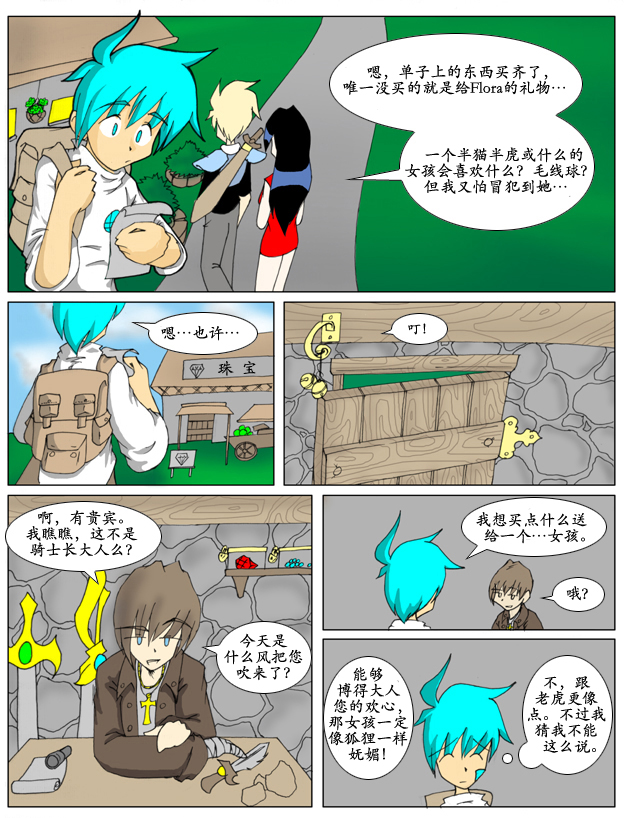 嗯，单子上的东西买齐了，
唯一没买的就是给Flora的礼物…
一个半猫半虎或什么的
女孩会喜欢什么？毛线球？
但我又怕冒犯到她…
嗯…也许…
珠宝
叮！
啊，有贵宾。
我瞧瞧，这不是
骑士长大人么？
今天是
什么风把您
吹来了？
我想买点什么送
给一个…女孩。
哦？
能够
博得大人
您的欢心，
那女孩一定
像狐狸一样
妩媚！
不，跟
老虎更像
点。不过我
猜我不能
这么说。